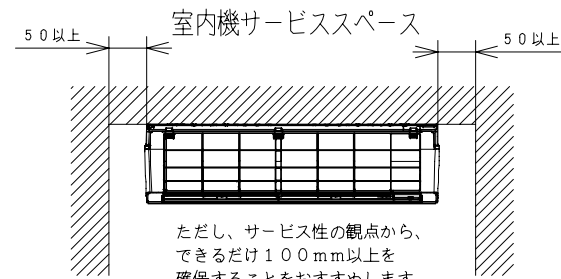 室内機サービススペース
５０以上
５０以上
ただし、サービス性の観点から、
できるだけ１００ｍｍ以上を
確保することをおすすめします